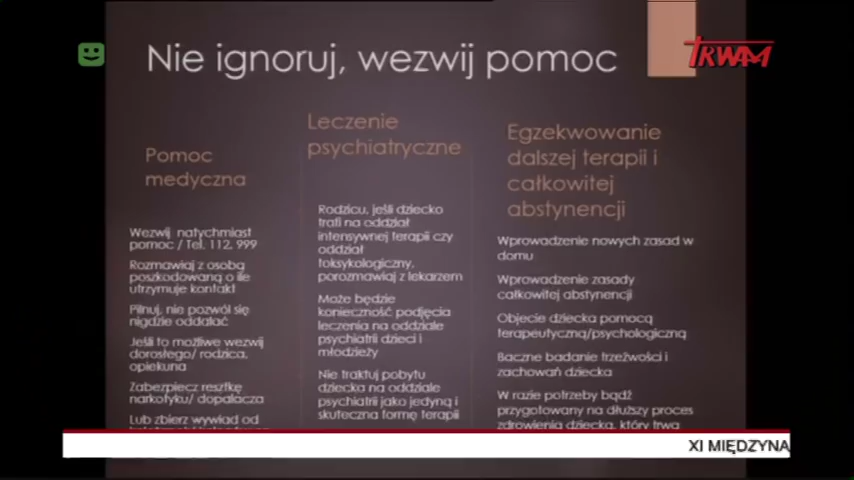 Nie ignoruj, wezwij pomoc
TRWAM
Pomoc
medyczna
Wezwij natychmiast
pomoc / Tel. 112, 999
Rozmawiaj z osobą
poszkodowaną o ile
utrzymuje kontakt
Pilnuj, nie pozwól się
nigdzie oddalać
Jeśli to możliwe wezwij
dorosłego/ rodzica,
opiekuna
Zabezpiecz resztkę
narkotyku/ dopalacza
Lub zbierz wywiad od
Leczenie
psychiatryczne
Rodzicu, jeśli dziecko
trafi na oddział
intensywnej terapii czy
oddział
toksykologiczny,
porozmawiaj z lekarzem
Może będzie
konieczność podjęcia
leczenia na oddziale
psychiatrii dzieci i
młodzieży
Nie traktuj pobytu
dziecka na oddziale
psychiatrii jako jedyną i
skuteczna formę terapii
Egzekwowanie
dalszej terapii i
całkowitej
abstynencji
Wprowadzenie nowych zasad w
domu
Wprowadzenie zasady
całkowitej abstynencji
Objecie dziecka pomocą
terapeutyczną/psychologiczną
Baczne badanie trzeźwości i
zachowań dziecka
W razie potrzeby bądź
przygotowany na dłuższy proces
zdrowienia dziecka, który trwa
XI MIĘDZYNA